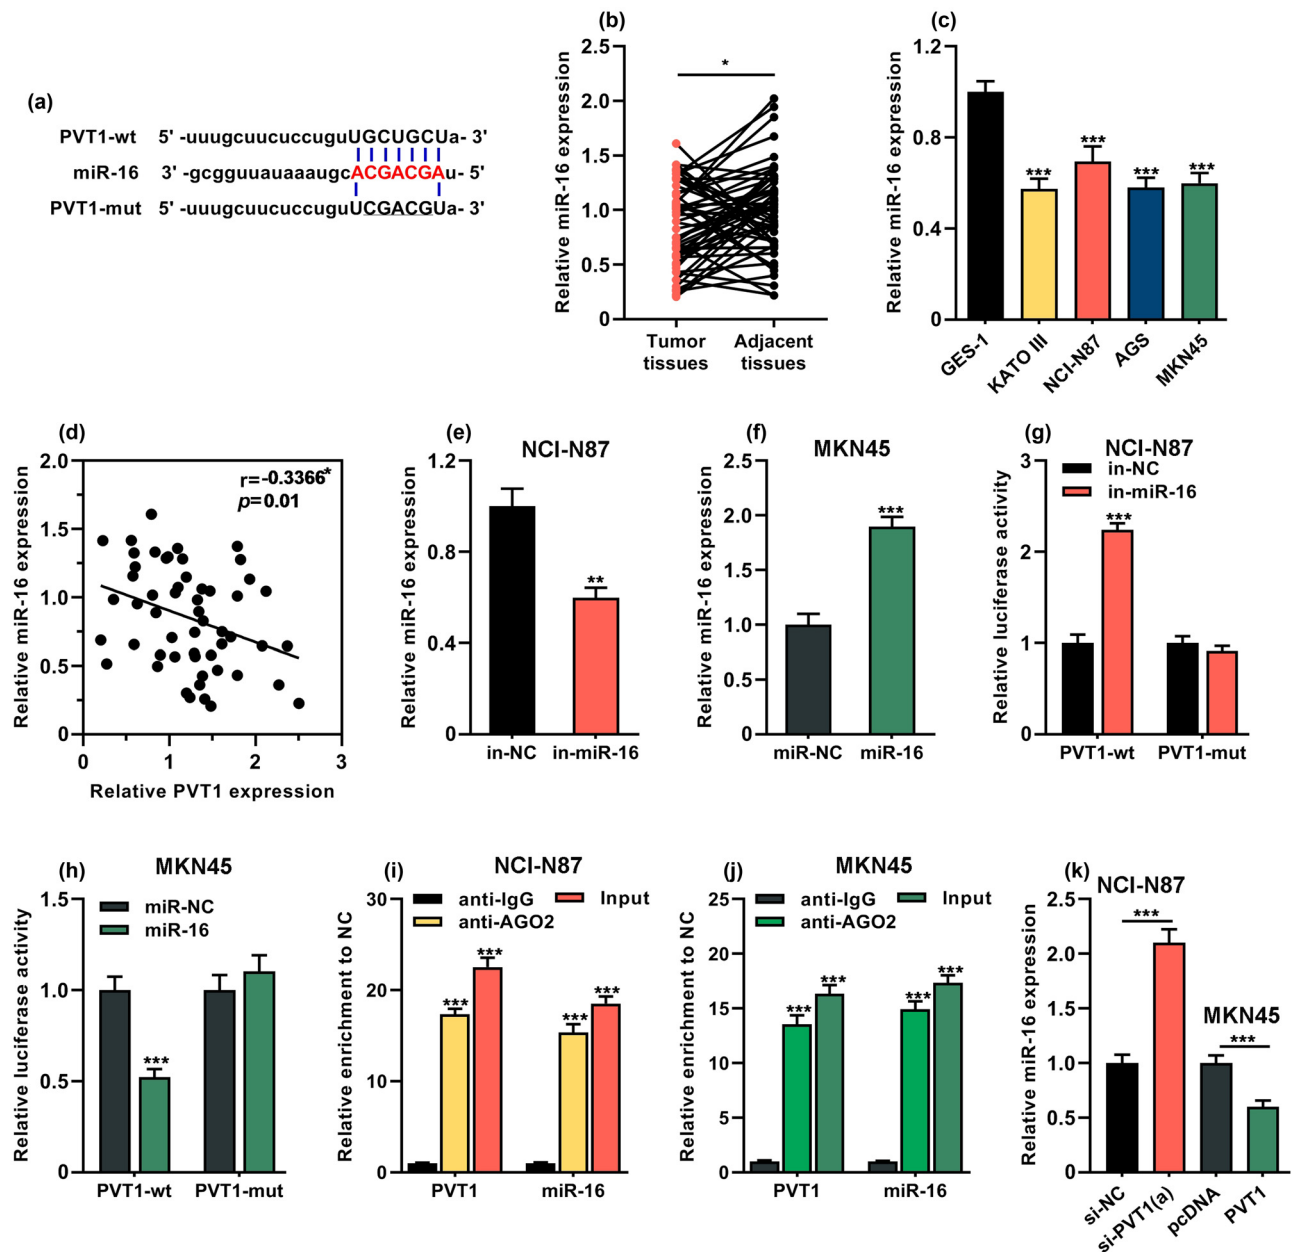 (a)
PVT1-wt 5' -uuugcuucuccuguUGCUGCUa- 3'
miR-16 3' -gcgguuauaaaugcACGACGAu- 5'
PVT1-mut 5' -uuugcuucuccuguUCGACGUa- 3'
(b)
Relative miR-16 expression
2.5
2.0
1.5
1.0
0.5
0
*
Tumor tissues
Adjacent tissues
(c)
Relative miR-16 expression
1.2
0.8
0.4
0
***
***
***
***
GES-1
KATO III
NCI-N87
AGS
MKN45
(d)
Relative miR-16 expression
2.0
1.5
1.0
0.5
0
r=-0.3366*
p=0.01
0 1 2 3
Relative PVT1 expression
(e)
NCI-N87
Relative miR-16 expression
1.2
0.8
0.4
0
**
in-NC in-miR-16
(f)
MKN45
Relative miR-16 expression
2.5
2.0
1.5
1.0
0.5
0
***
miR-NC miR-16
(g)
NCI-N87
in-NC
in-miR-16
Relative luciferase activity
3
2
1
0
***
PVT1-wt PVT1-mut
(h)
MKN45
miR-NC
miR-16
Relative luciferase activity
1.5
1.0
0.5
0
***
PVT1-wt PVT1-mut
(i)
NCI-N87
anti-IgG Input
anti-AGO2
Relative enrichment to NC
30
20
10
0
***
***
***
***
PVT1 miR-16
(j)
MKN45
anti-IgG Input
anti-AGO2
Relative enrichment to NC
25
20
15
10
5
0
***
***
***
***
PVT1 miR-16
(k)
NCI-N87
Relative miR-16 expression
2.5
2.0
1.5
1.0
0.5
0
***
MKN45
***
si-NC
si-PVT1(a)
pcDNA
PVT1